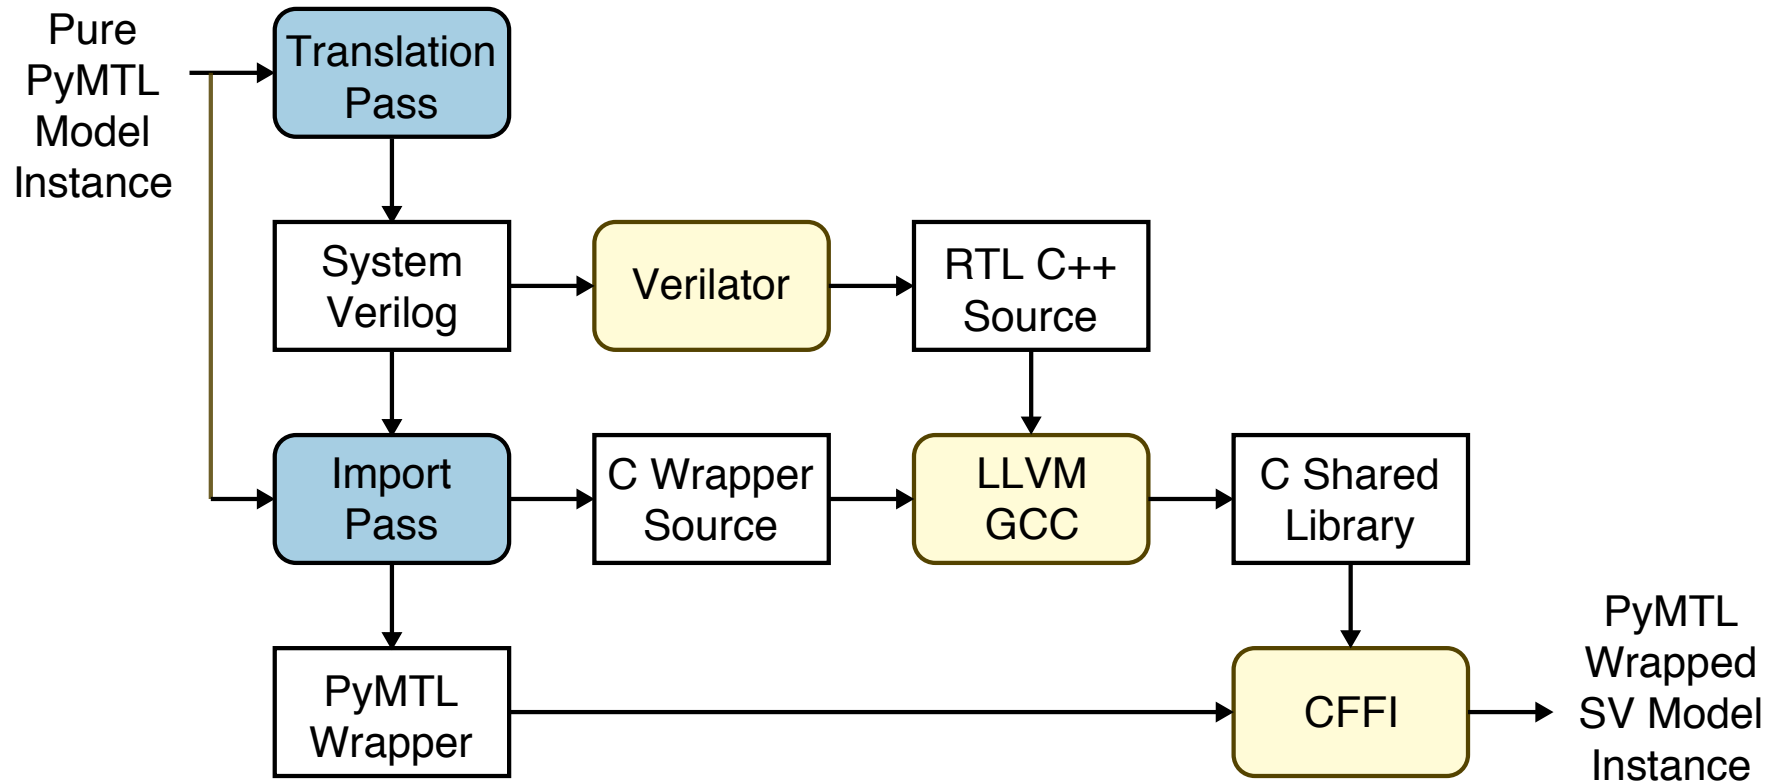 Pure
PyMTL
Model
Instance
Translation
Pass
System
Verilog
Verilator
RTL C++
Source
Import
Pass
C Wrapper
Source
LLVM
GCC
C Shared
Library
PyMTL
Wrapper
CFFI
PyMTL
Wrapped
SV Model
Instance